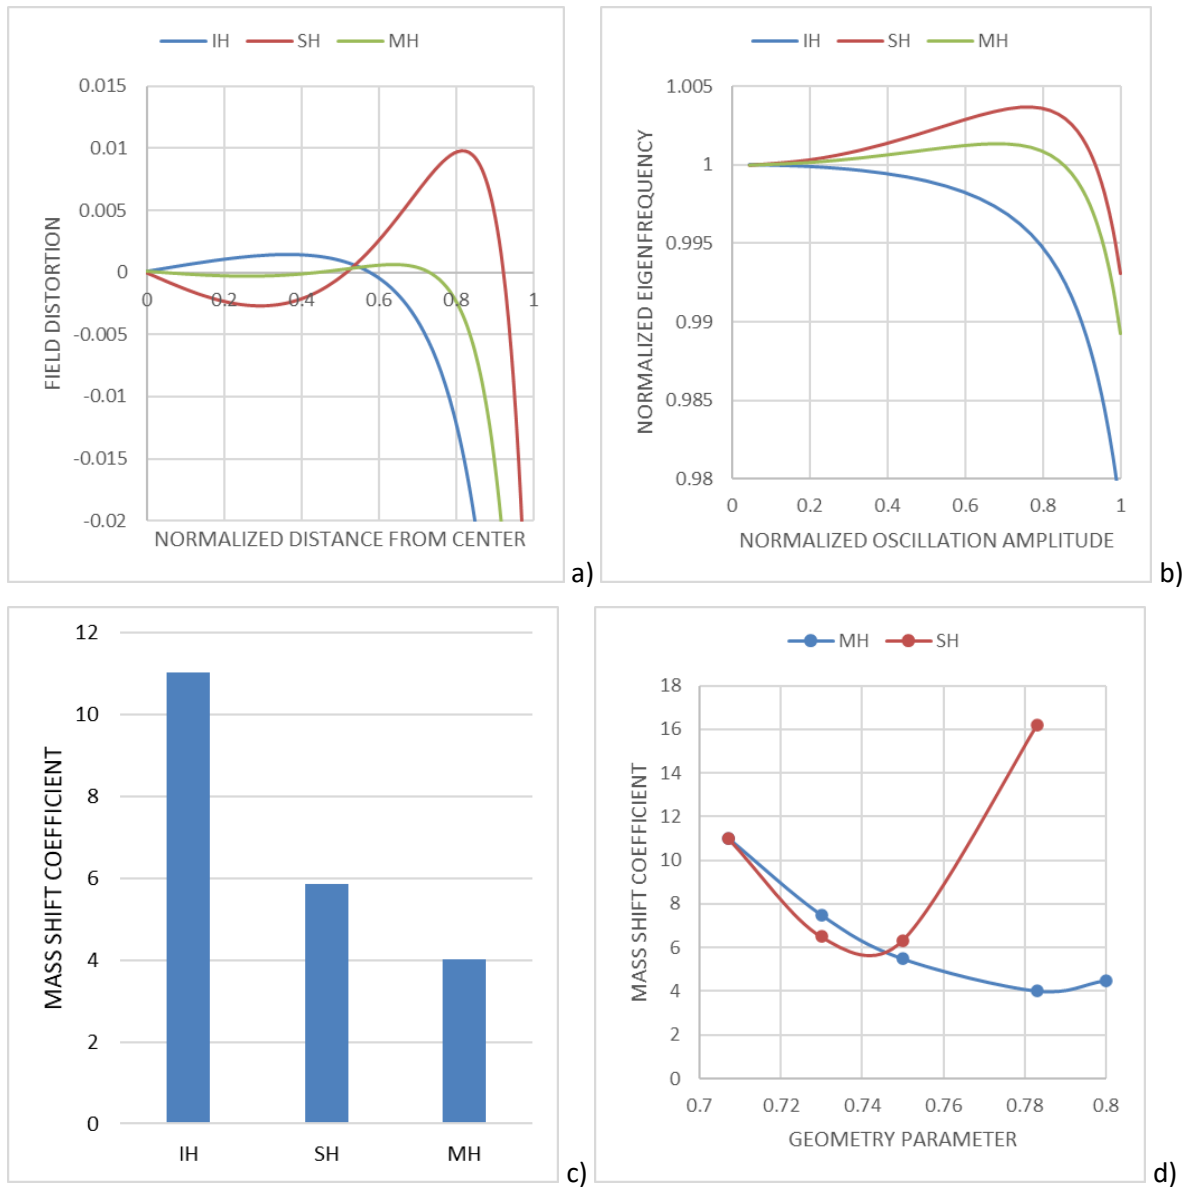 IH SH MH
0.015
0.01
0.005
0
-0.005
-0.01
-0.015
-0.02
0 0.2 0.4 0.6 0.8 1
FIELD DISTORTION
NORMALIZED DISTANCE FROM CENTER
a)
IH SH MH
1.005
1
0.995
0.99
0.985
0.98
0 0.2 0.4 0.6 0.8 1
NORMALIZED EIGENFREQUENCY
NORMALIZED OSCILLATION AMPLITUDE
b)
12
10
8
6
4
2
0
MASS SHIFT COEFFICIENT
IH SH MH
c)
MH SH
18
16
14
12
10
8
6
4
2
0
0.7 0.72 0.74 0.76 0.78 0.8
MASS SHIFT COEFFICIENT
GEOMETRY PARAMETER
d)